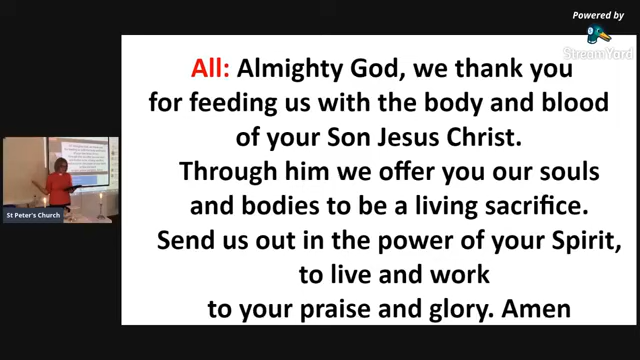 Powered by
StreamYard
All: Almighty God, we thank you
for feeding us with the body and blood
of your Son Jesus Christ.
Through him we offer you our souls
and bodies to be a living sacrifice.
Send us out in the power of your Spirit,
to live and work
to your praise and glory. Amen
St Peter's Church